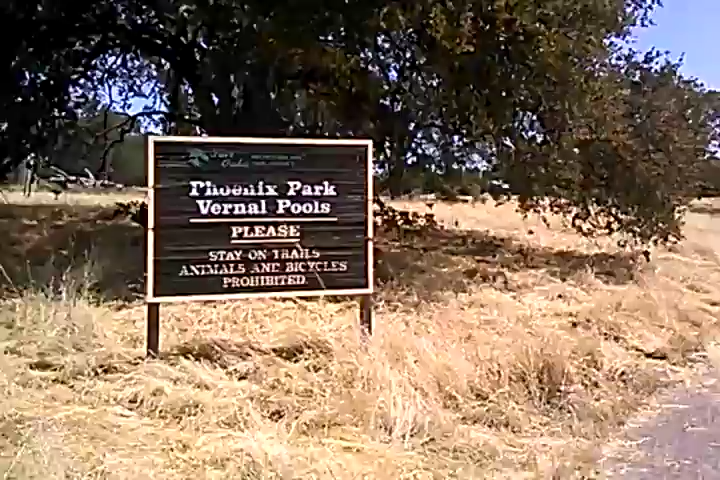 Phoenix Park
Vernal Pools
PLEASE
STAY ON TRAILS
ANIMALS AND BICYCLES
PROHIBITED